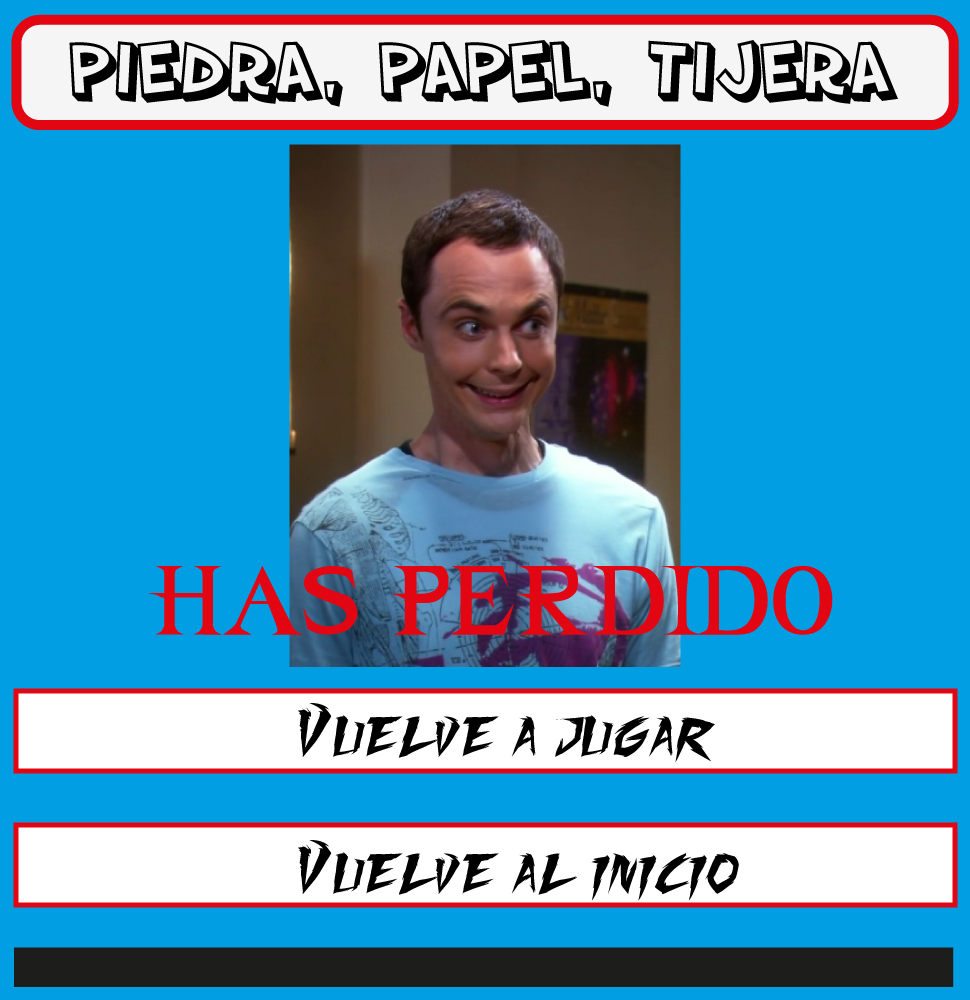 PIEDRA, PAPEL, TIJERA
HAS PERDIDO
VUELVE A JUGAR
VUELVE AL INICIO